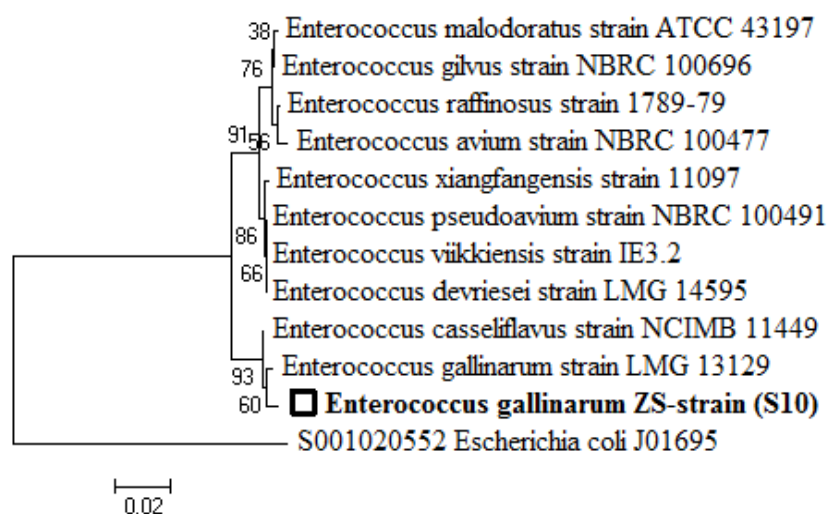 38 Enterococcus malodoratus strain ATCC 43197
76 Enterococcus gilvus strain NBRC 100696
Enterococcus raffinosus strain 1789-79
91 56 Enterococcus avium strain NBRC 100477
Enterococcus xiangfangensis strain 11097
Enterococcus pseudoavium strain NBRC 100491
86 Enterococcus viikkiensis strain IE3.2
66 Enterococcus devriesei strain LMG 14595
Enterococcus casseliflavus strain NCIMB 11449
93 Enterococcus gallinarum strain LMG 13129
60 Enterococcus gallinarum ZS-strain (S10)
S001020552 Escherichia coli J01695
0.02